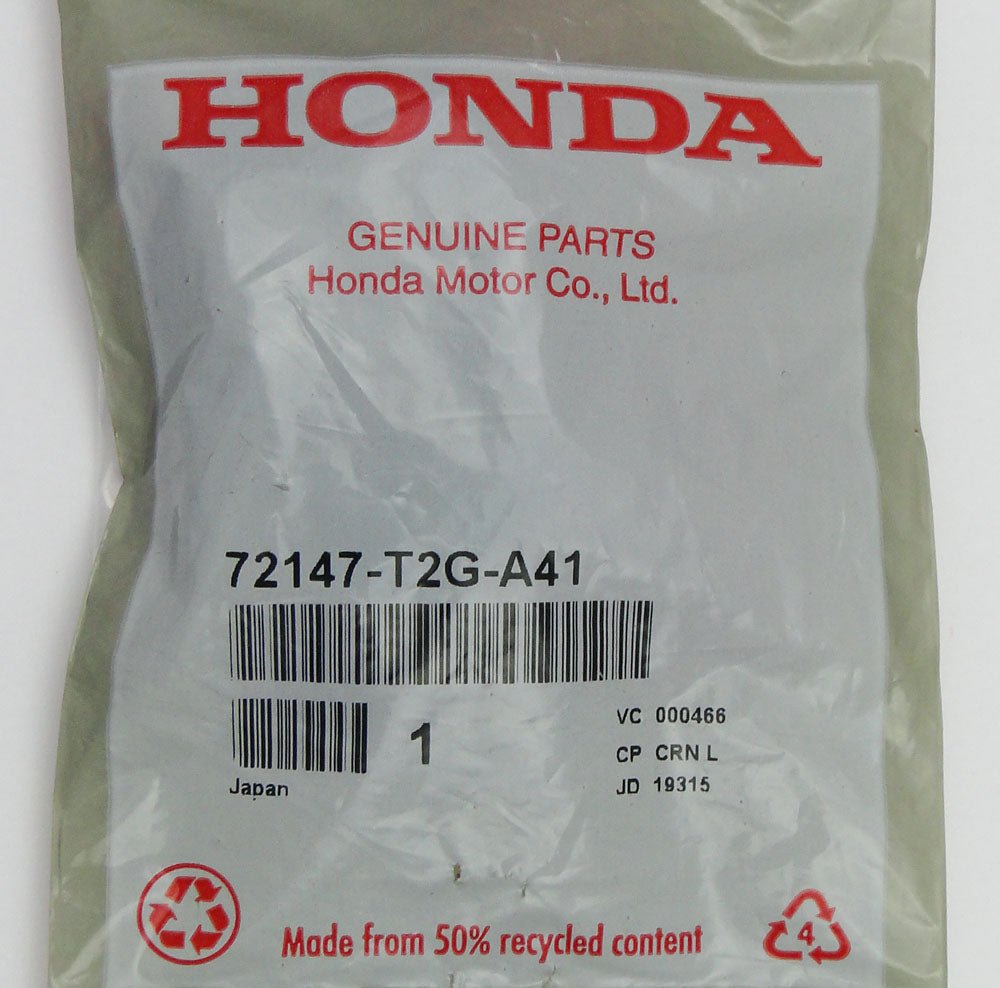 HONDA
GENUINE PARTS
Honda Motor Co., Ltd.
72147-T2G-A41
1
Japan
VC 000466
CP CRN L
JD 19315
Made from 50% recycled content
4